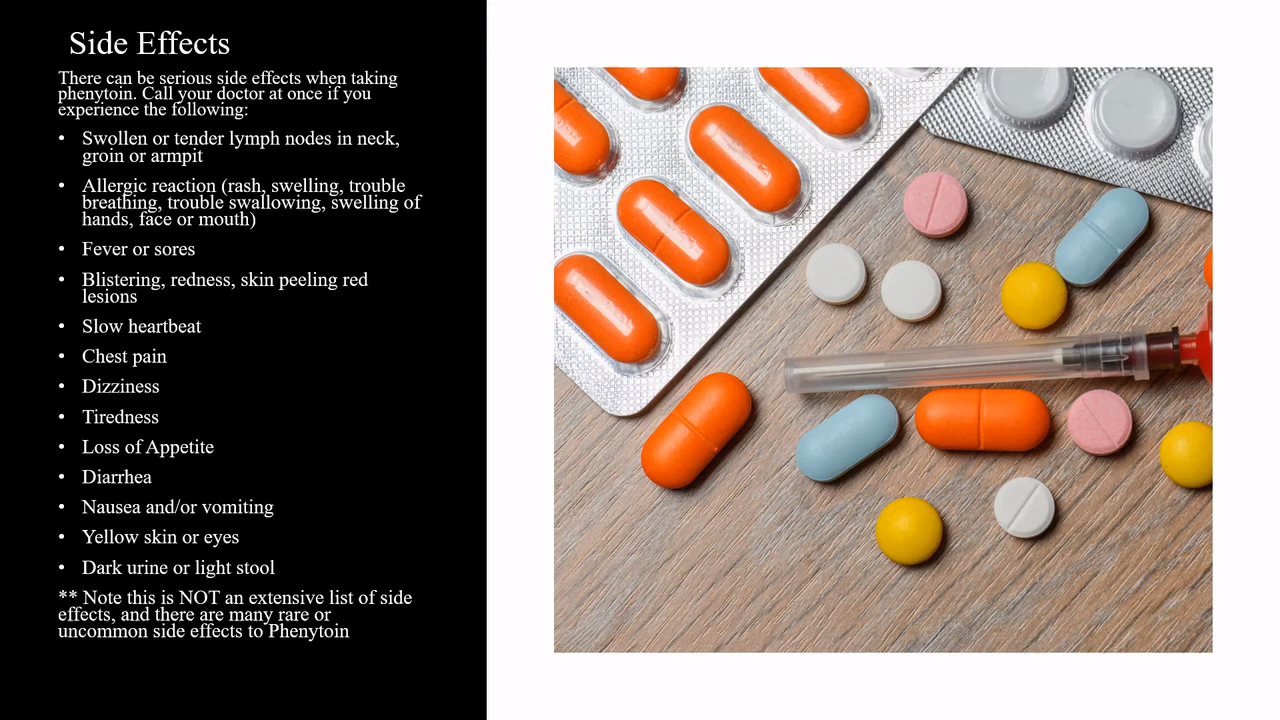 Side Effects
There can be serious side effects when taking
phenytoin. Call your doctor at once if you
experience the following:
• Swollen or tender lymph nodes in neck,
groin or armpit
• Allergic reaction (rash, swelling, trouble
breathing, trouble swallowing, swelling of
hands, face or mouth)
• Fever or sores
• Blistering, redness, skin peeling red
lesions
• Slow heartbeat
• Chest pain
• Dizziness
• Tiredness
• Loss of Appetite
• Diarrhea
• Nausea and/or vomiting
• Yellow skin or eyes
• Dark urine or light stool
** Note this is NOT an extensive list of side
effects, and there are many rare or
uncommon side effects to Phenytoin